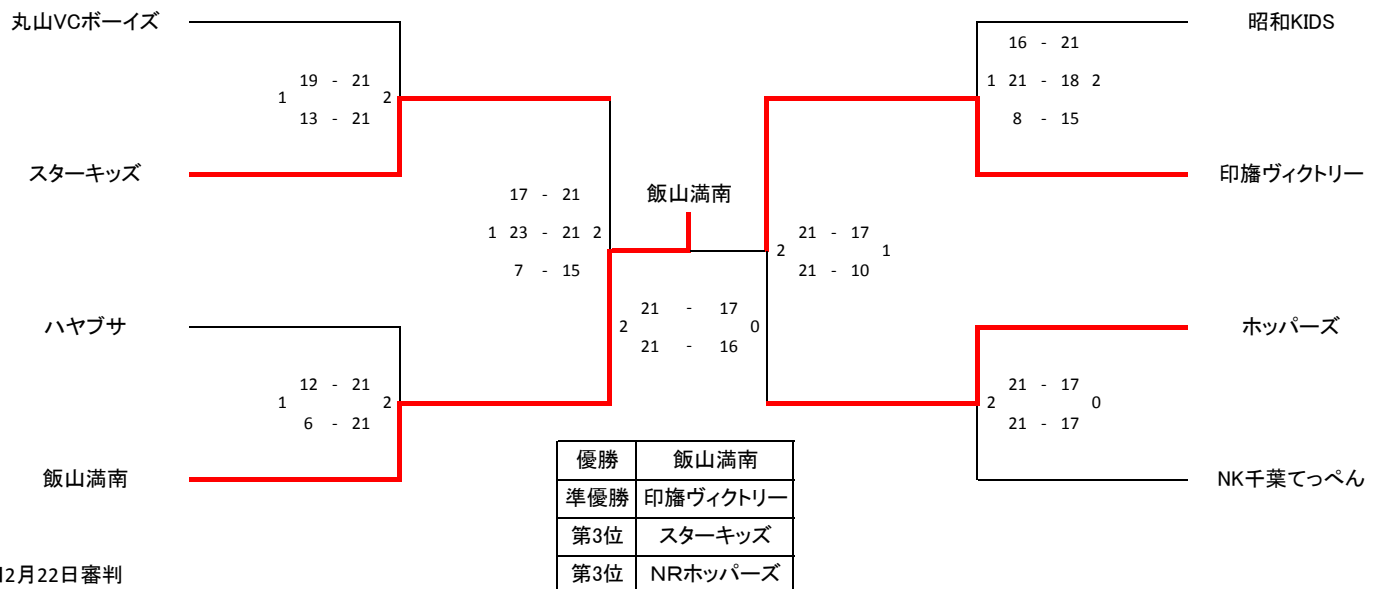 丸山VCボーイズ
昭和KIDS
16 - 21
19 - 21
1 2
13 - 21
1 21 - 18 2
8 - 15
スターキッズ
印旛ヴィクトリー
17 - 21
飯山満南
1 23 - 21 2
7 - 15
21 - 17
2 1
21 - 10
ハヤブサ
21 - 17
2 0
21 - 16
ホッパーズ
12 - 21
1 2
6 - 21
21 - 17
2 0
21 - 17
飯山満南
NK千葉てっぺん
優勝 飯山満南
準優勝 印旛ヴィクトリー
第3位 スターキッズ
第3位 NRホッパーズ
2月22日審判